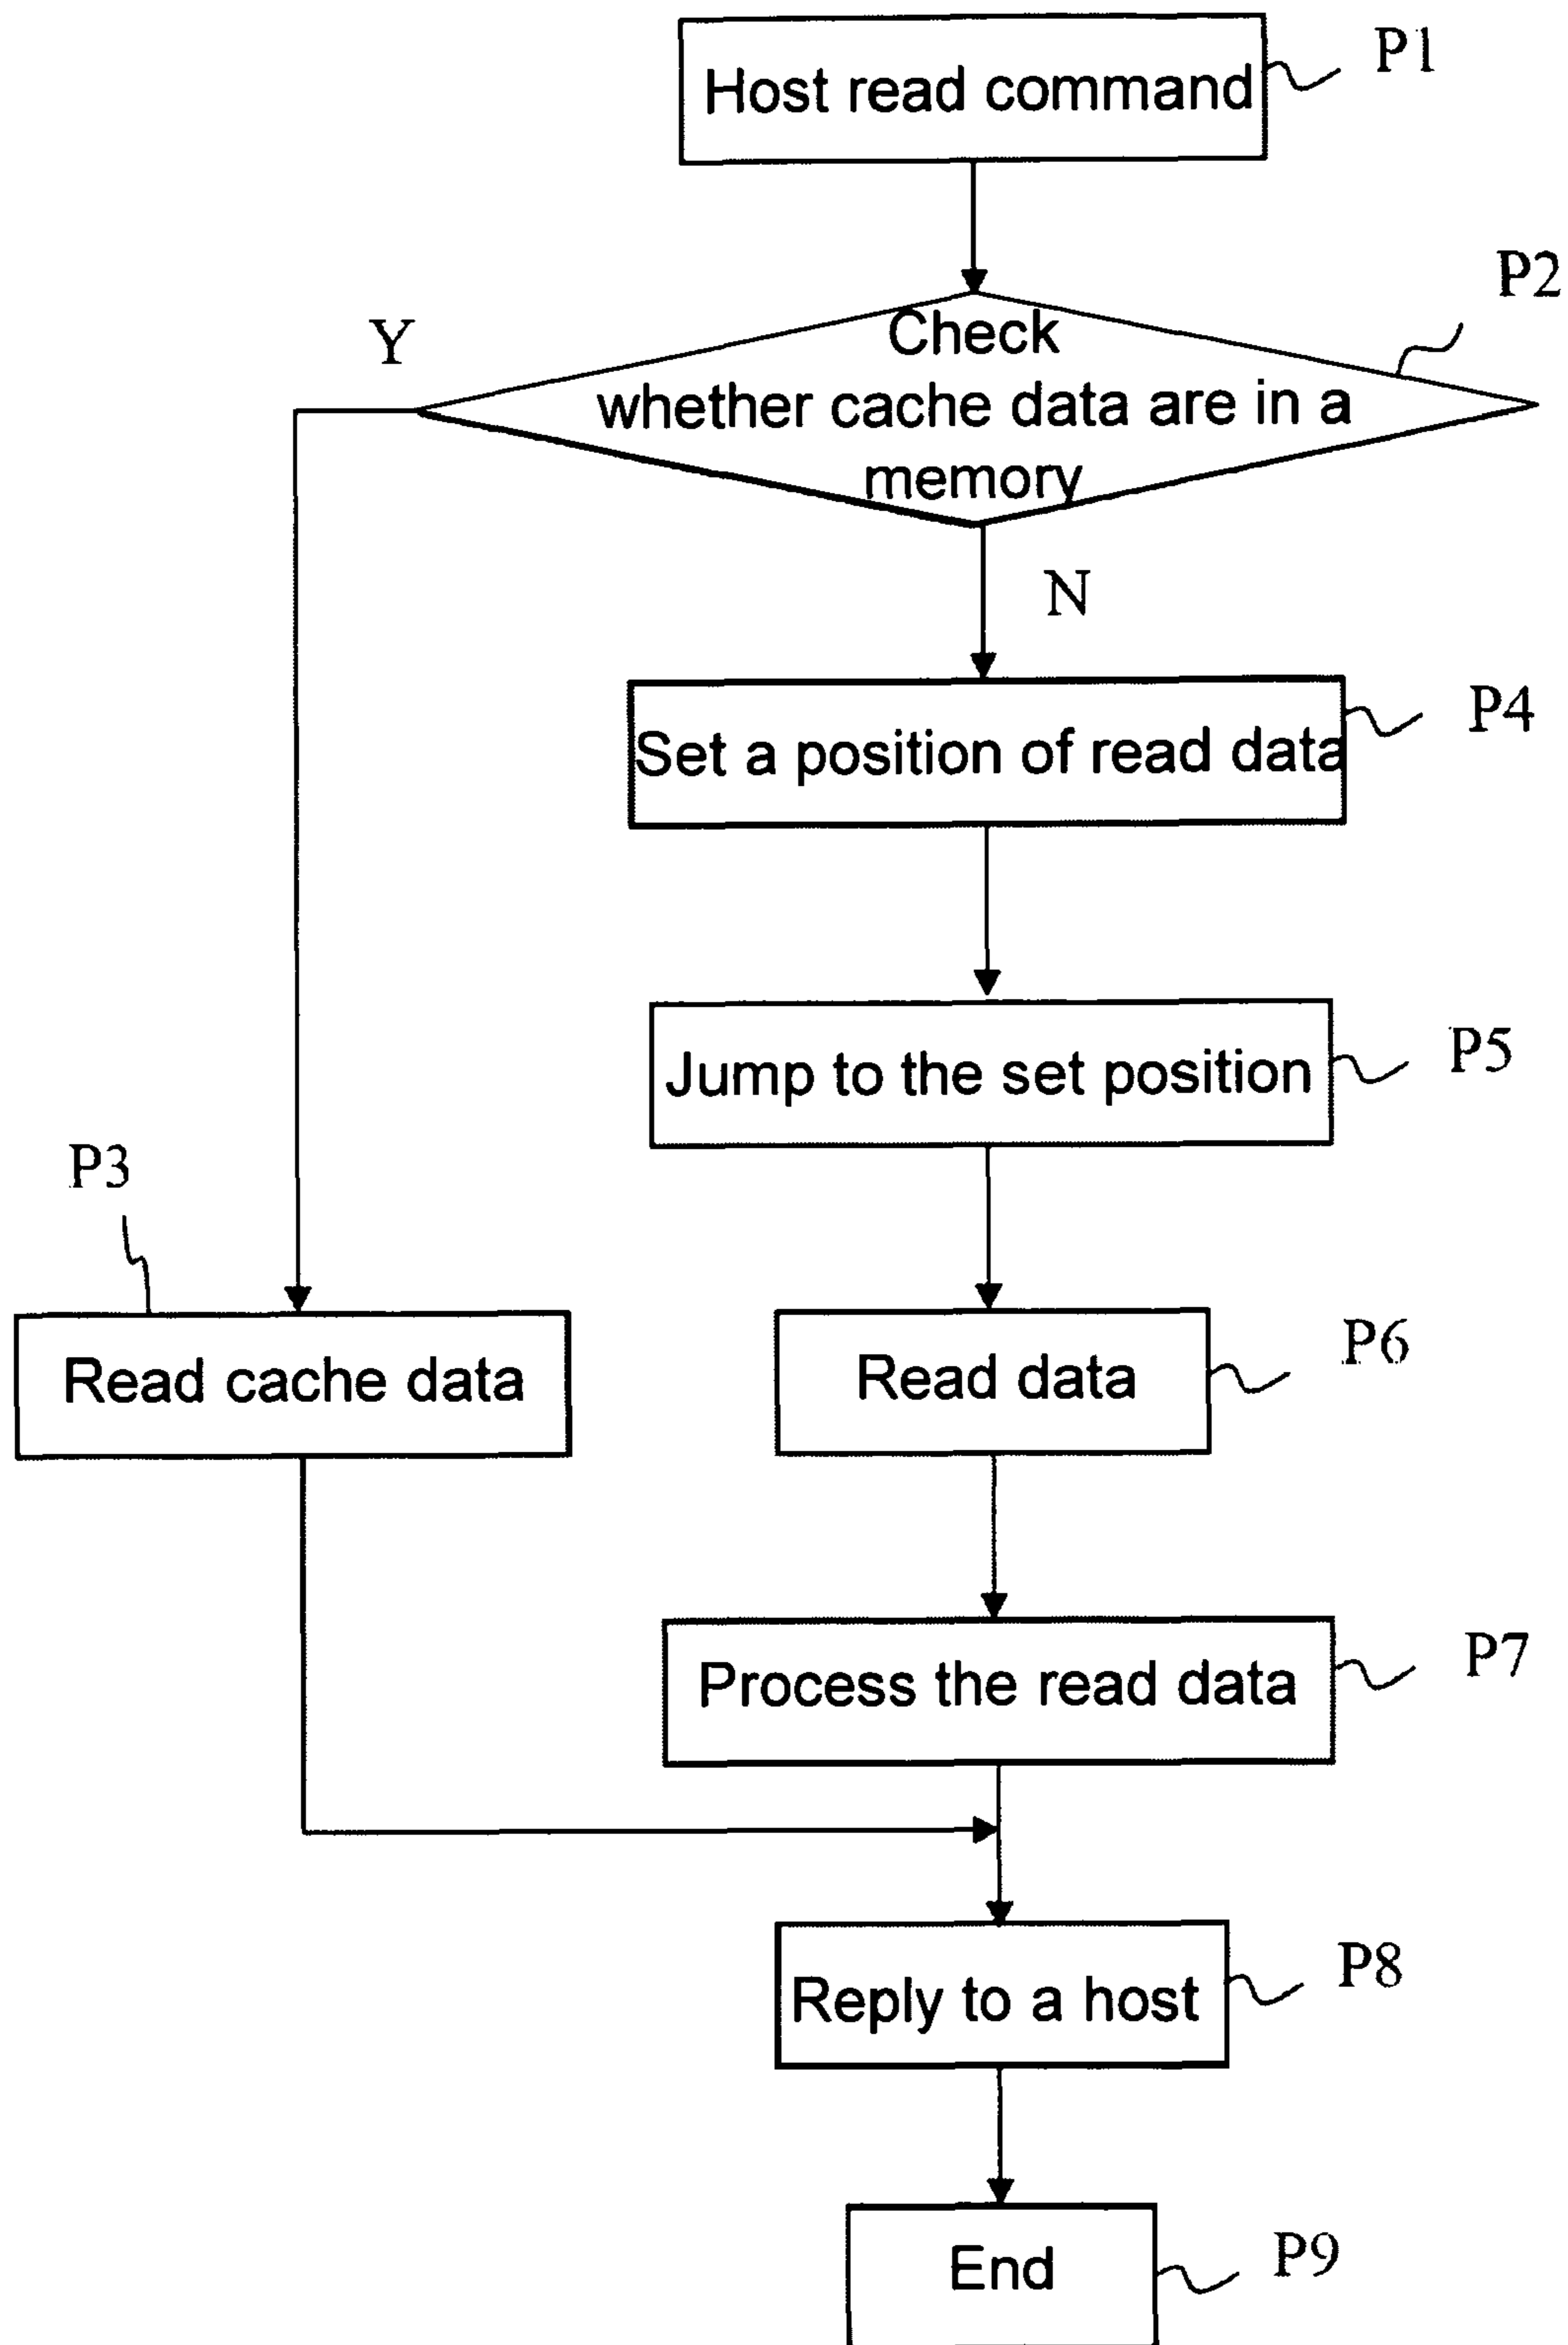 Host read command
P1
P2
Y
Check
whether cache data are in a
memory
N
Set a position of read data
P4
Jump to the set position
P5
P3
Read cache data
Read data
P6
Process the read data
P7
Reply to a host
P8
End
P9